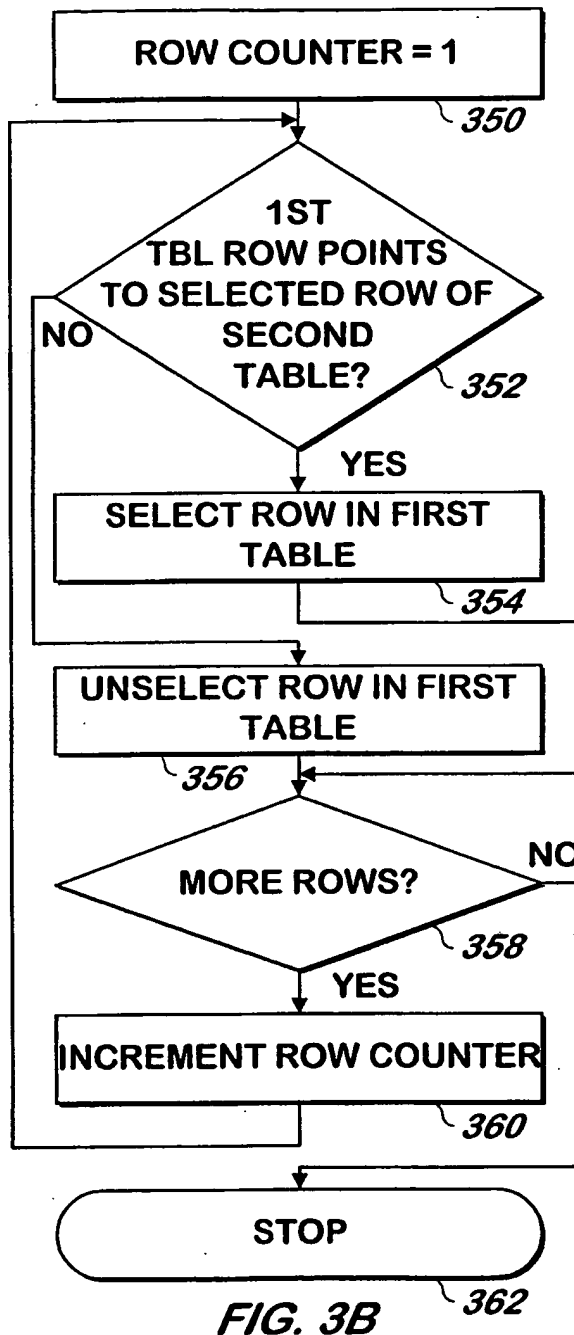 ROW COUNTER = 1
350
1ST
TBL ROW POINTS
TO SELECTED ROW OF
SECOND
TABLE?
NO
352
YES
SELECT ROW IN FIRST
TABLE
354
UNSELECT ROW IN FIRST
TABLE
356
MORE ROWS?
NO
358
YES
INCREMENT ROW COUNTER
360
STOP
362
FIG. 3B